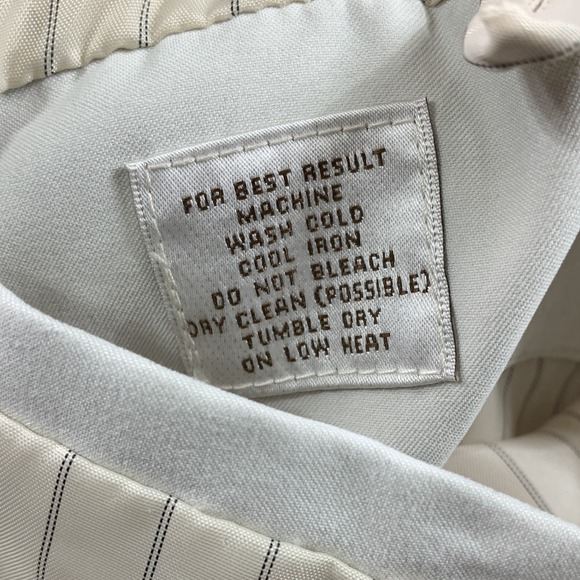 FOR BEST RESULT
MACHINE
WASH COLD
COOL IRON
DO NOT BLEACH
DRY CLEAN (POSSIBLE)
TUMBLE DRY
ON LOW HEAT